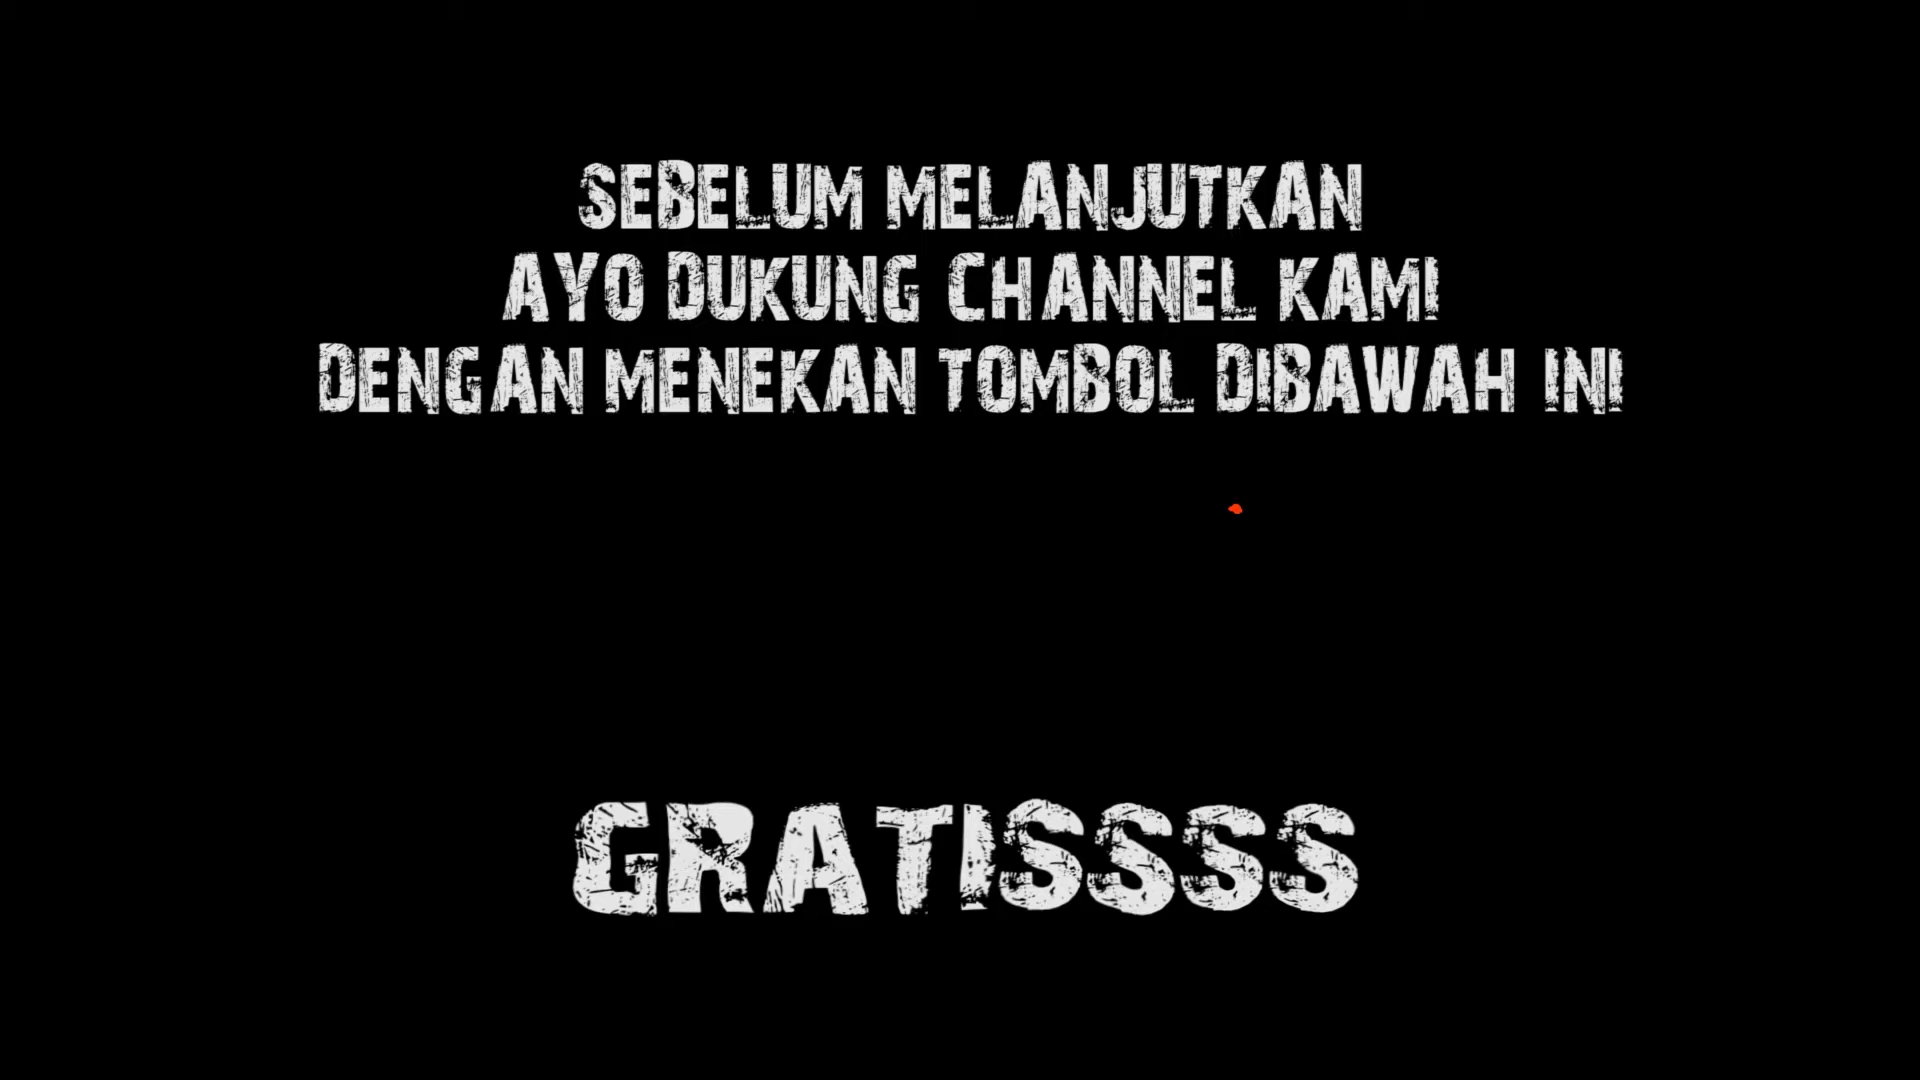 SEBELUM MELANJUTKAN
AYO DUKUNG CHANNEL KAMI
DENGAN MENEKAN TOMBOL DIBAWAH INI
GRATISSSS